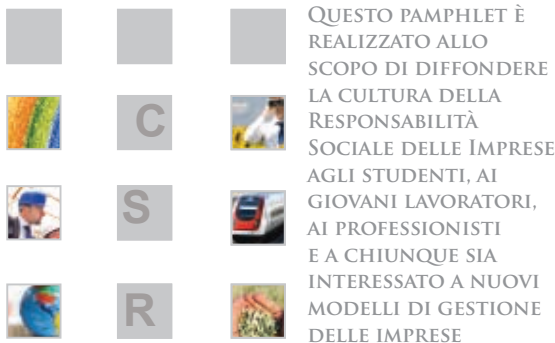 C
S
R
Questo pamphlet è
realizzato allo
scopo di diffondere
la cultura della
Responsabilità
Sociale delle Imprese
agli studenti, ai
giovani lavoratori,
ai professionisti
e a chiunque sia
interessato a nuovi
modelli di gestione
delle imprese